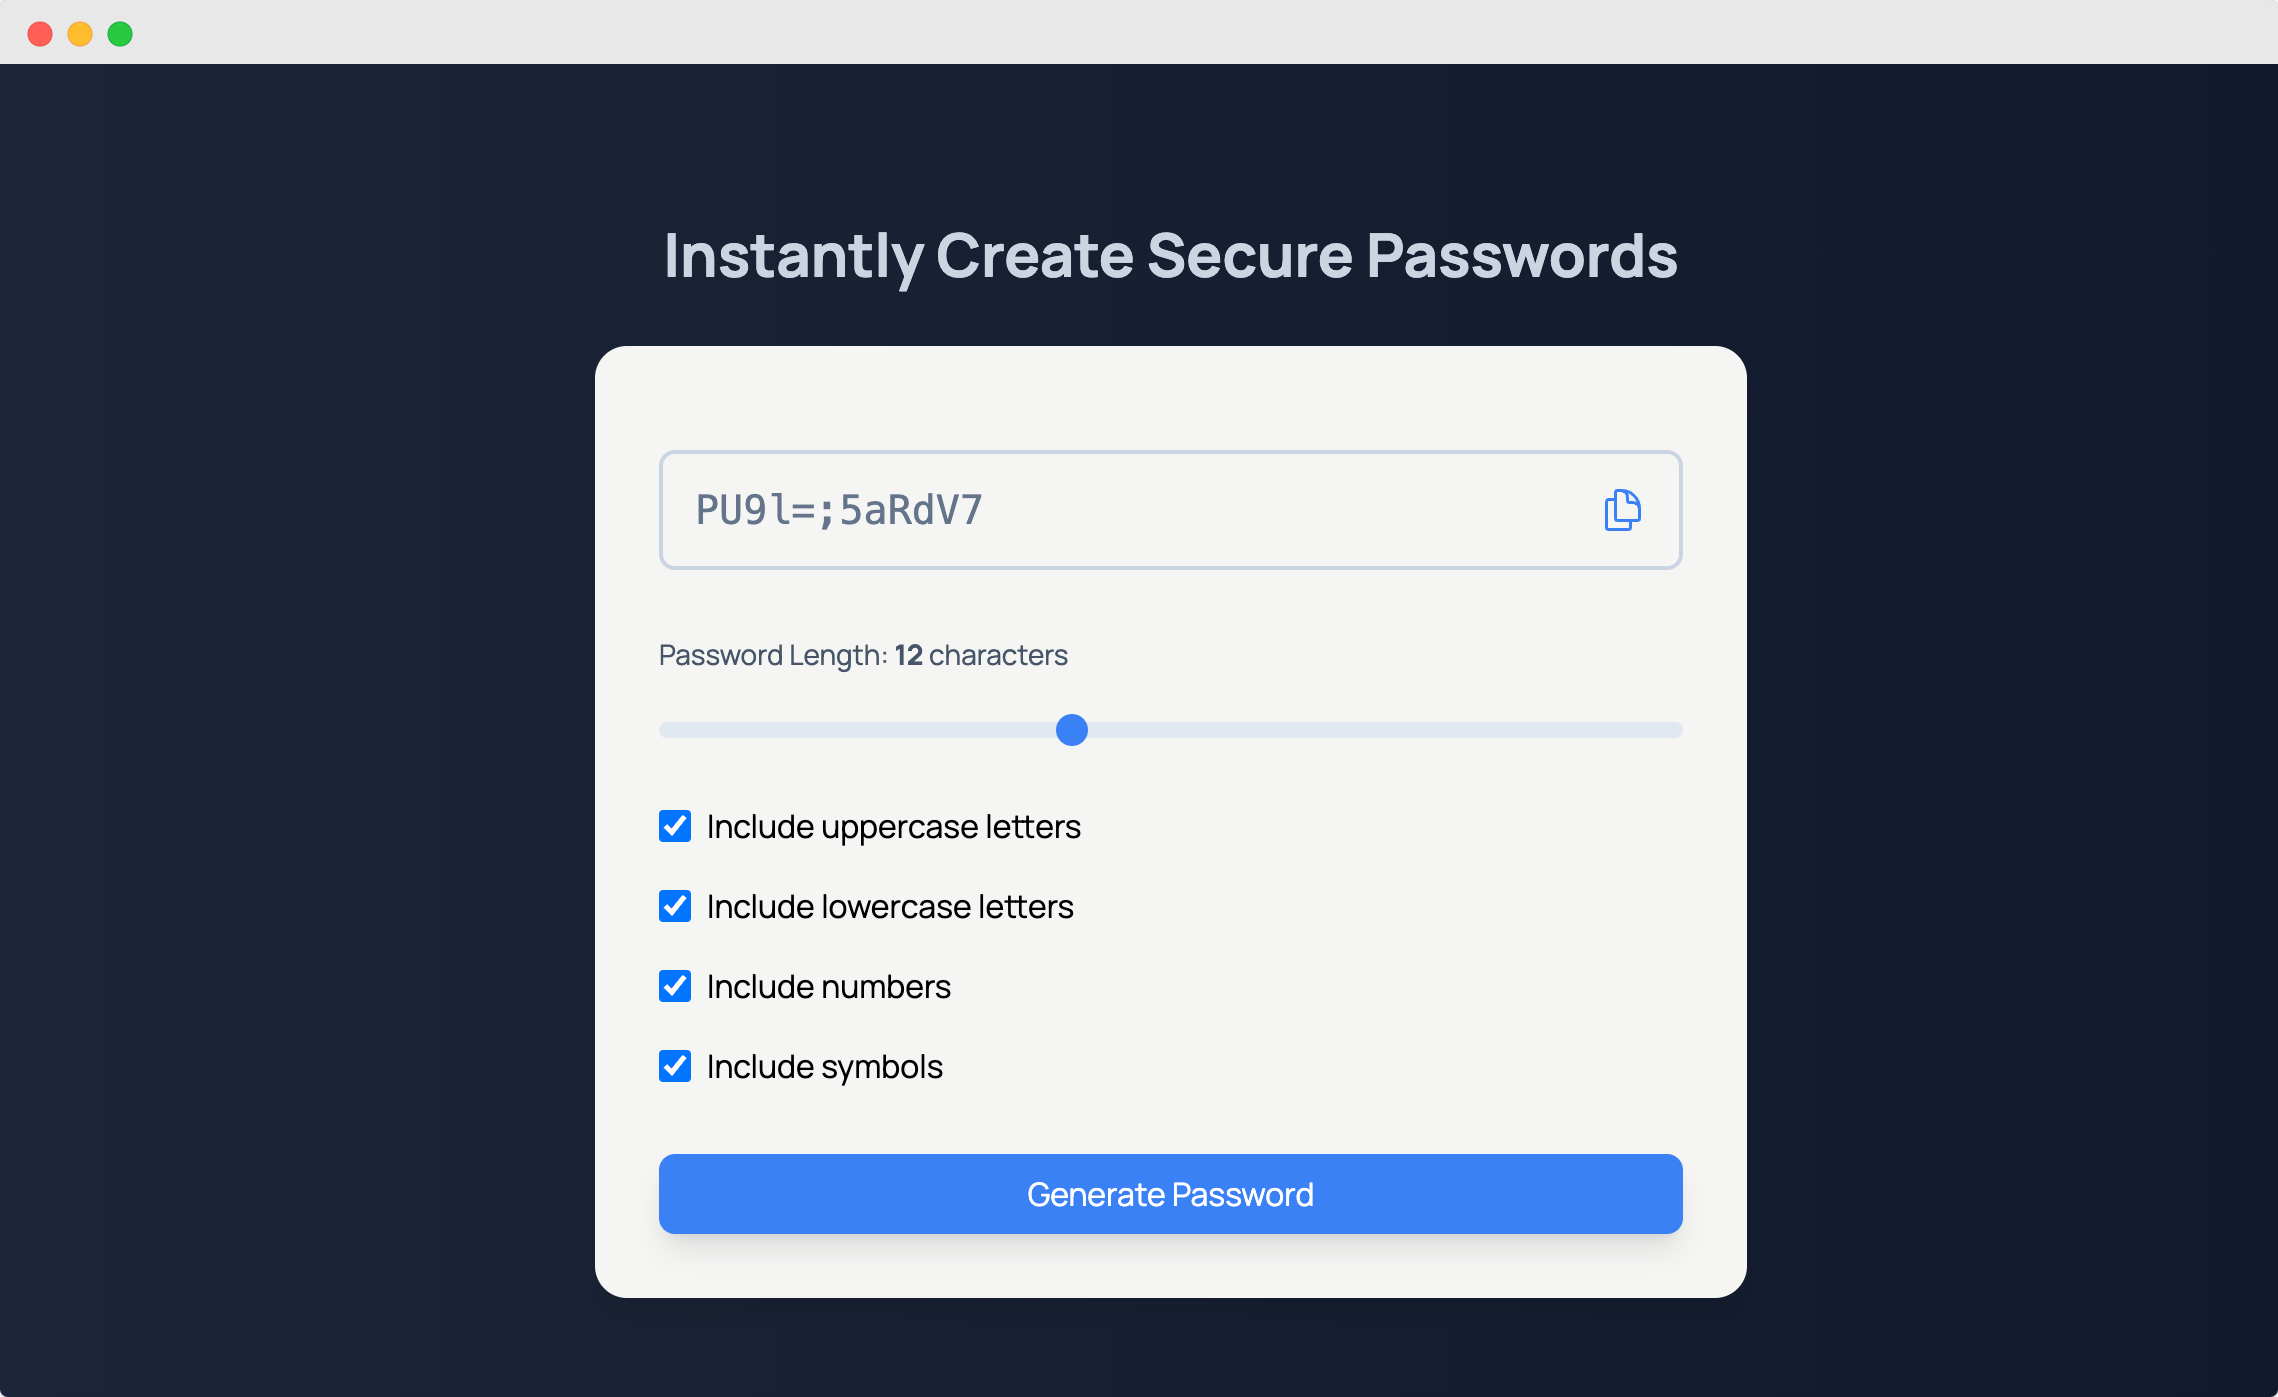 Instantly Create Secure Passwords
PU9l=;5aRdV7
Password Length: 12 characters
Include uppercase letters
Include lowercase letters
Include numbers
Include symbols
Generate Password